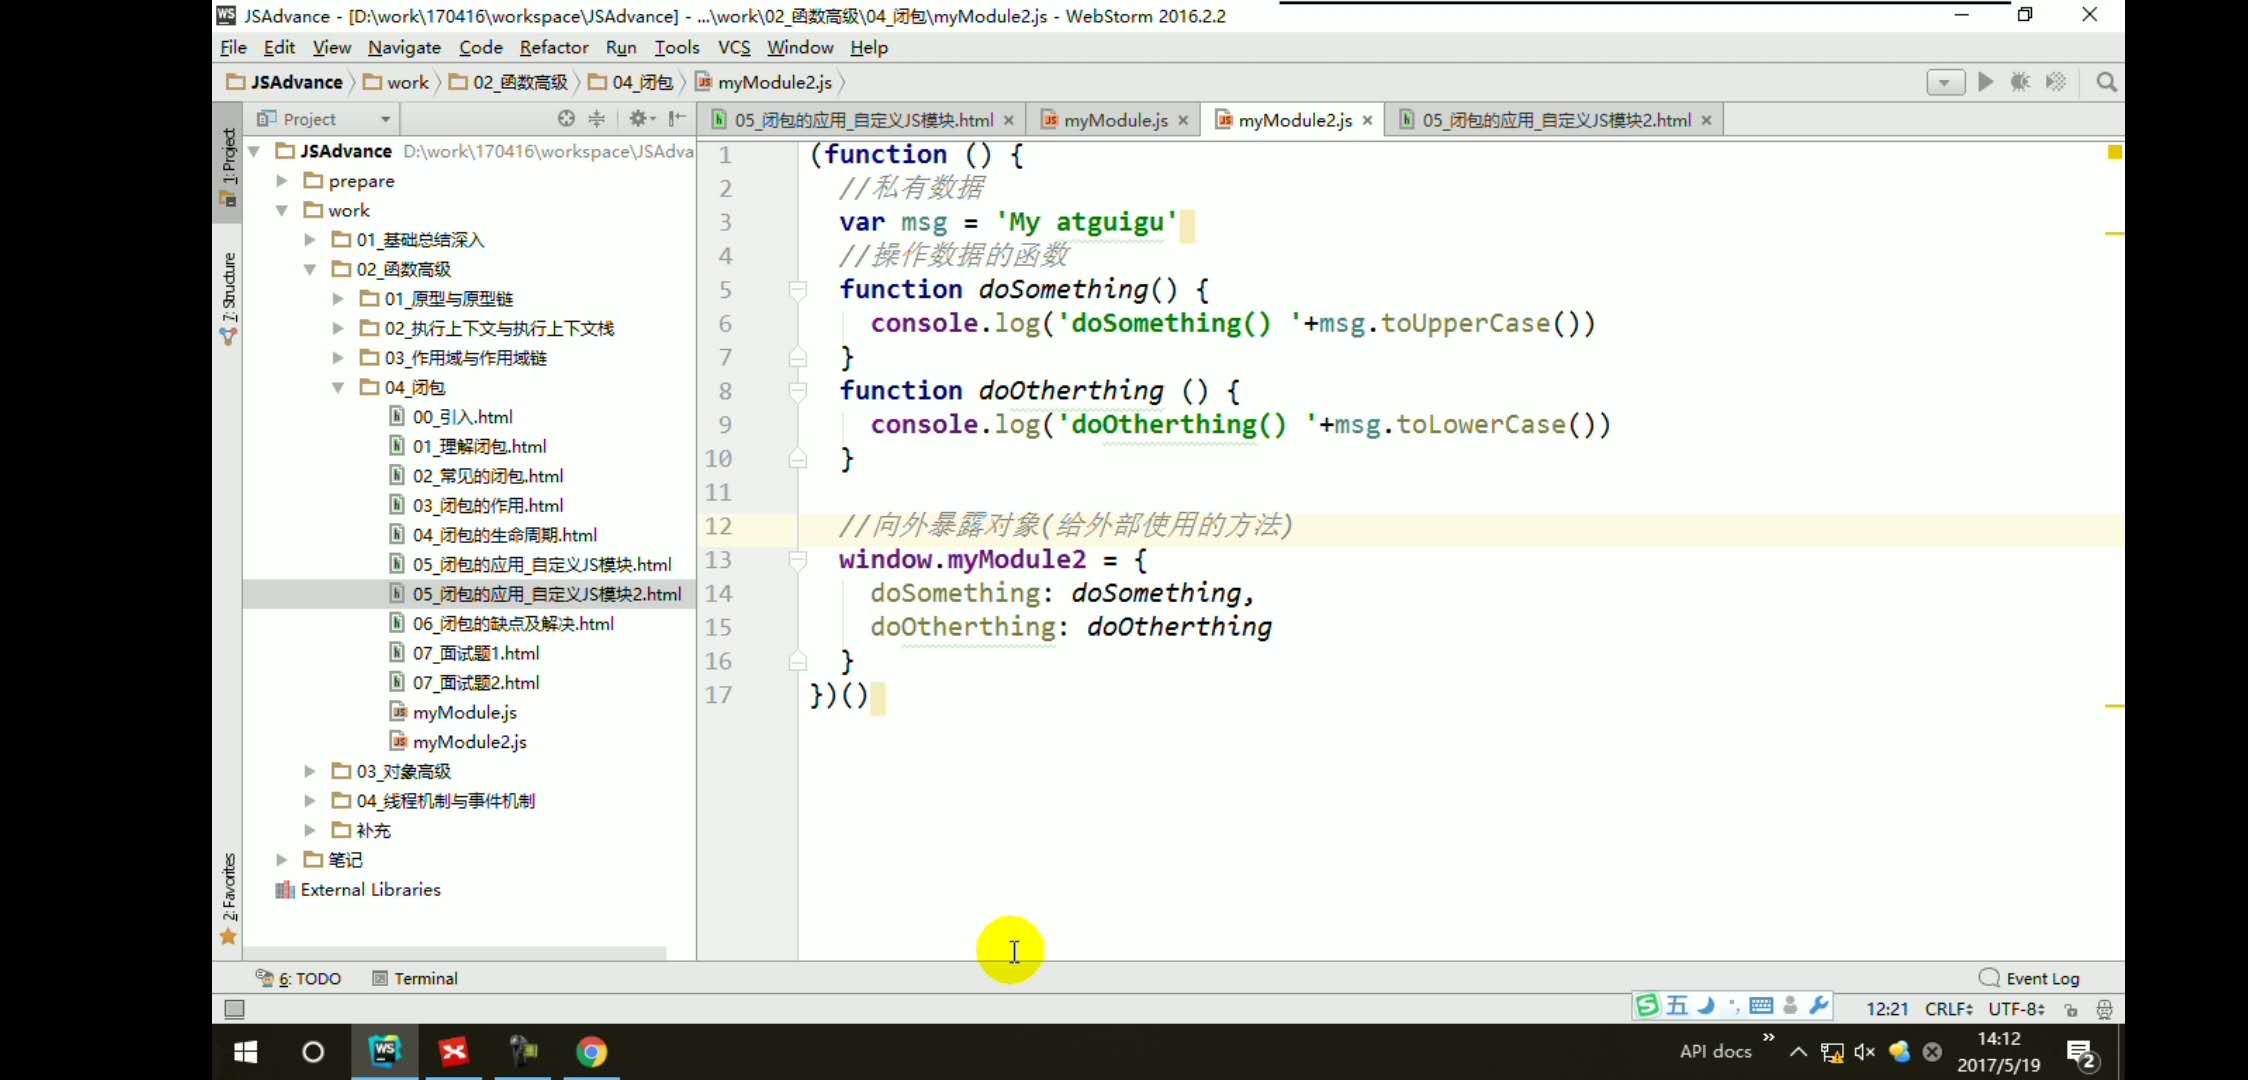 JSAdvance - [D:\work\170416\workspace\JSAdvance] - ...\work\02_函数高级\04_闭包\myModule2.js - WebStorm 2016.2.2
File Edit View Navigate Code Refactor Run Tools VCS Window Help
JSAdvance work 02_函数高级 04_闭包 myModule2.js
Project
05_闭包的应用_自定义JS模块.html myModule.js myModule2.js 05_闭包的应用_自定义JS模块2.html
1: Project
7: Structure
2: Favorites
JSAdvance D:\work\170416\workspace\JSAdva
prepare
work
01_基础总结深入
02_函数高级
01_原型与原型链
02_执行上下文与执行上下文栈
03_作用域与作用域链
04_闭包
00_引入.html
01_理解闭包.html
02_常见的闭包.html
03_闭包的作用.html
04_闭包的生命周期.html
05_闭包的应用_自定义JS模块.html
05_闭包的应用_自定义JS模块2.html
06_闭包的缺点及解决.html
07_面试题1.html
07_面试题2.html
myModule.js
myModule2.js
03_对象高级
04_线程机制与事件机制
补充
笔记
External Libraries
1 (function () {
2 //私有数据
3 var msg = 'My atguigu'
4 //操作数据的函数
5 function doSomething() {
6 console.log('doSomething() '+msg.toUpperCase())
7 }
8 function doOtherthing () {
9 console.log('doOtherthing() '+msg.toLowerCase())
10 }
11
12 //向外暴露对象(给外部使用的方法)
13 window.myModule2 = {
14 doSomething: doSomething,
15 doOtherthing: doOtherthing
16 }
17 })()
6: TODO Terminal Event Log
五 12:21 CRLF UTF-8
API docs 14:12
2017/5/19 2